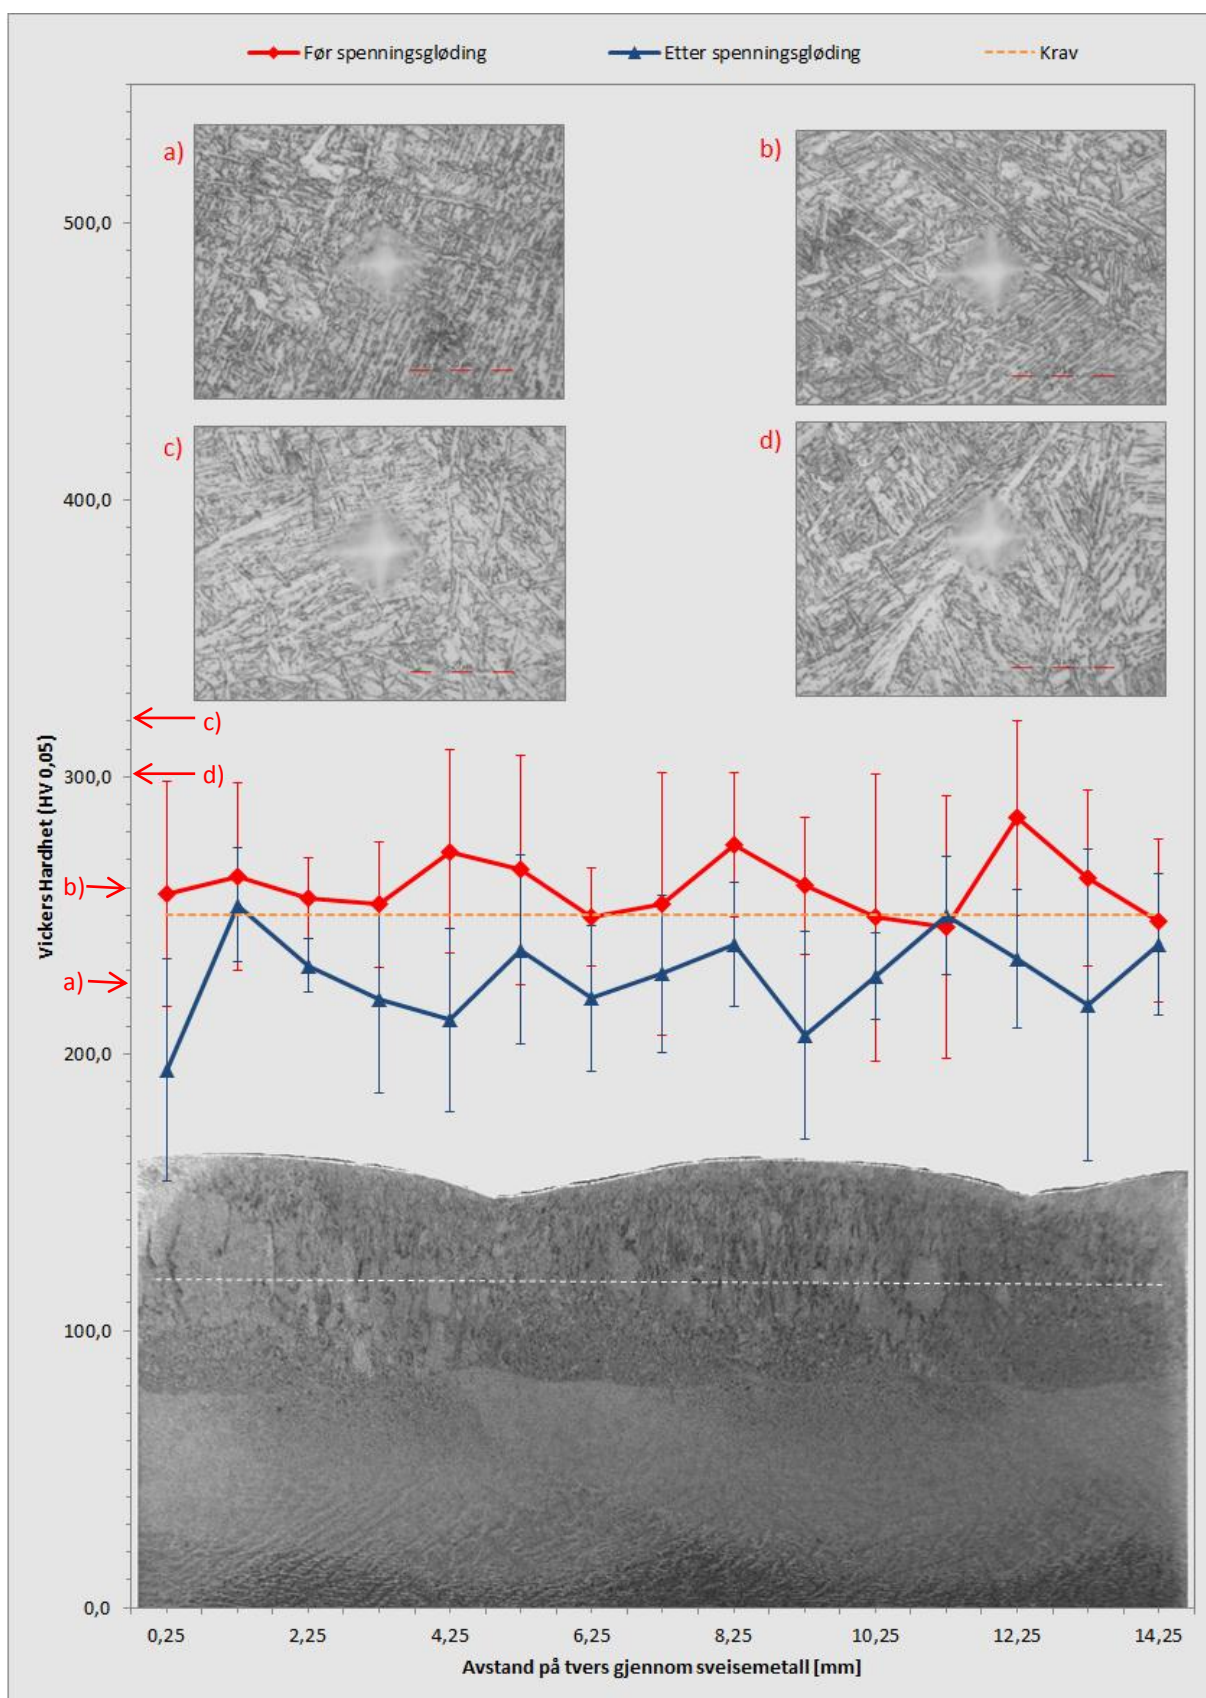 Før spenningsgløding Etter spenningsgløding Krav
a) b)
500,0
c) d)
400,0
c)
300,0 d)
b)
a)
200,0
100,0
0,0
Vickers Hardhet (HV 0,05)
0,25 2,25 4,25 6,25 8,25 10,25 12,25 14,25
Avstand på tvers gjennom sveisemetall [mm]